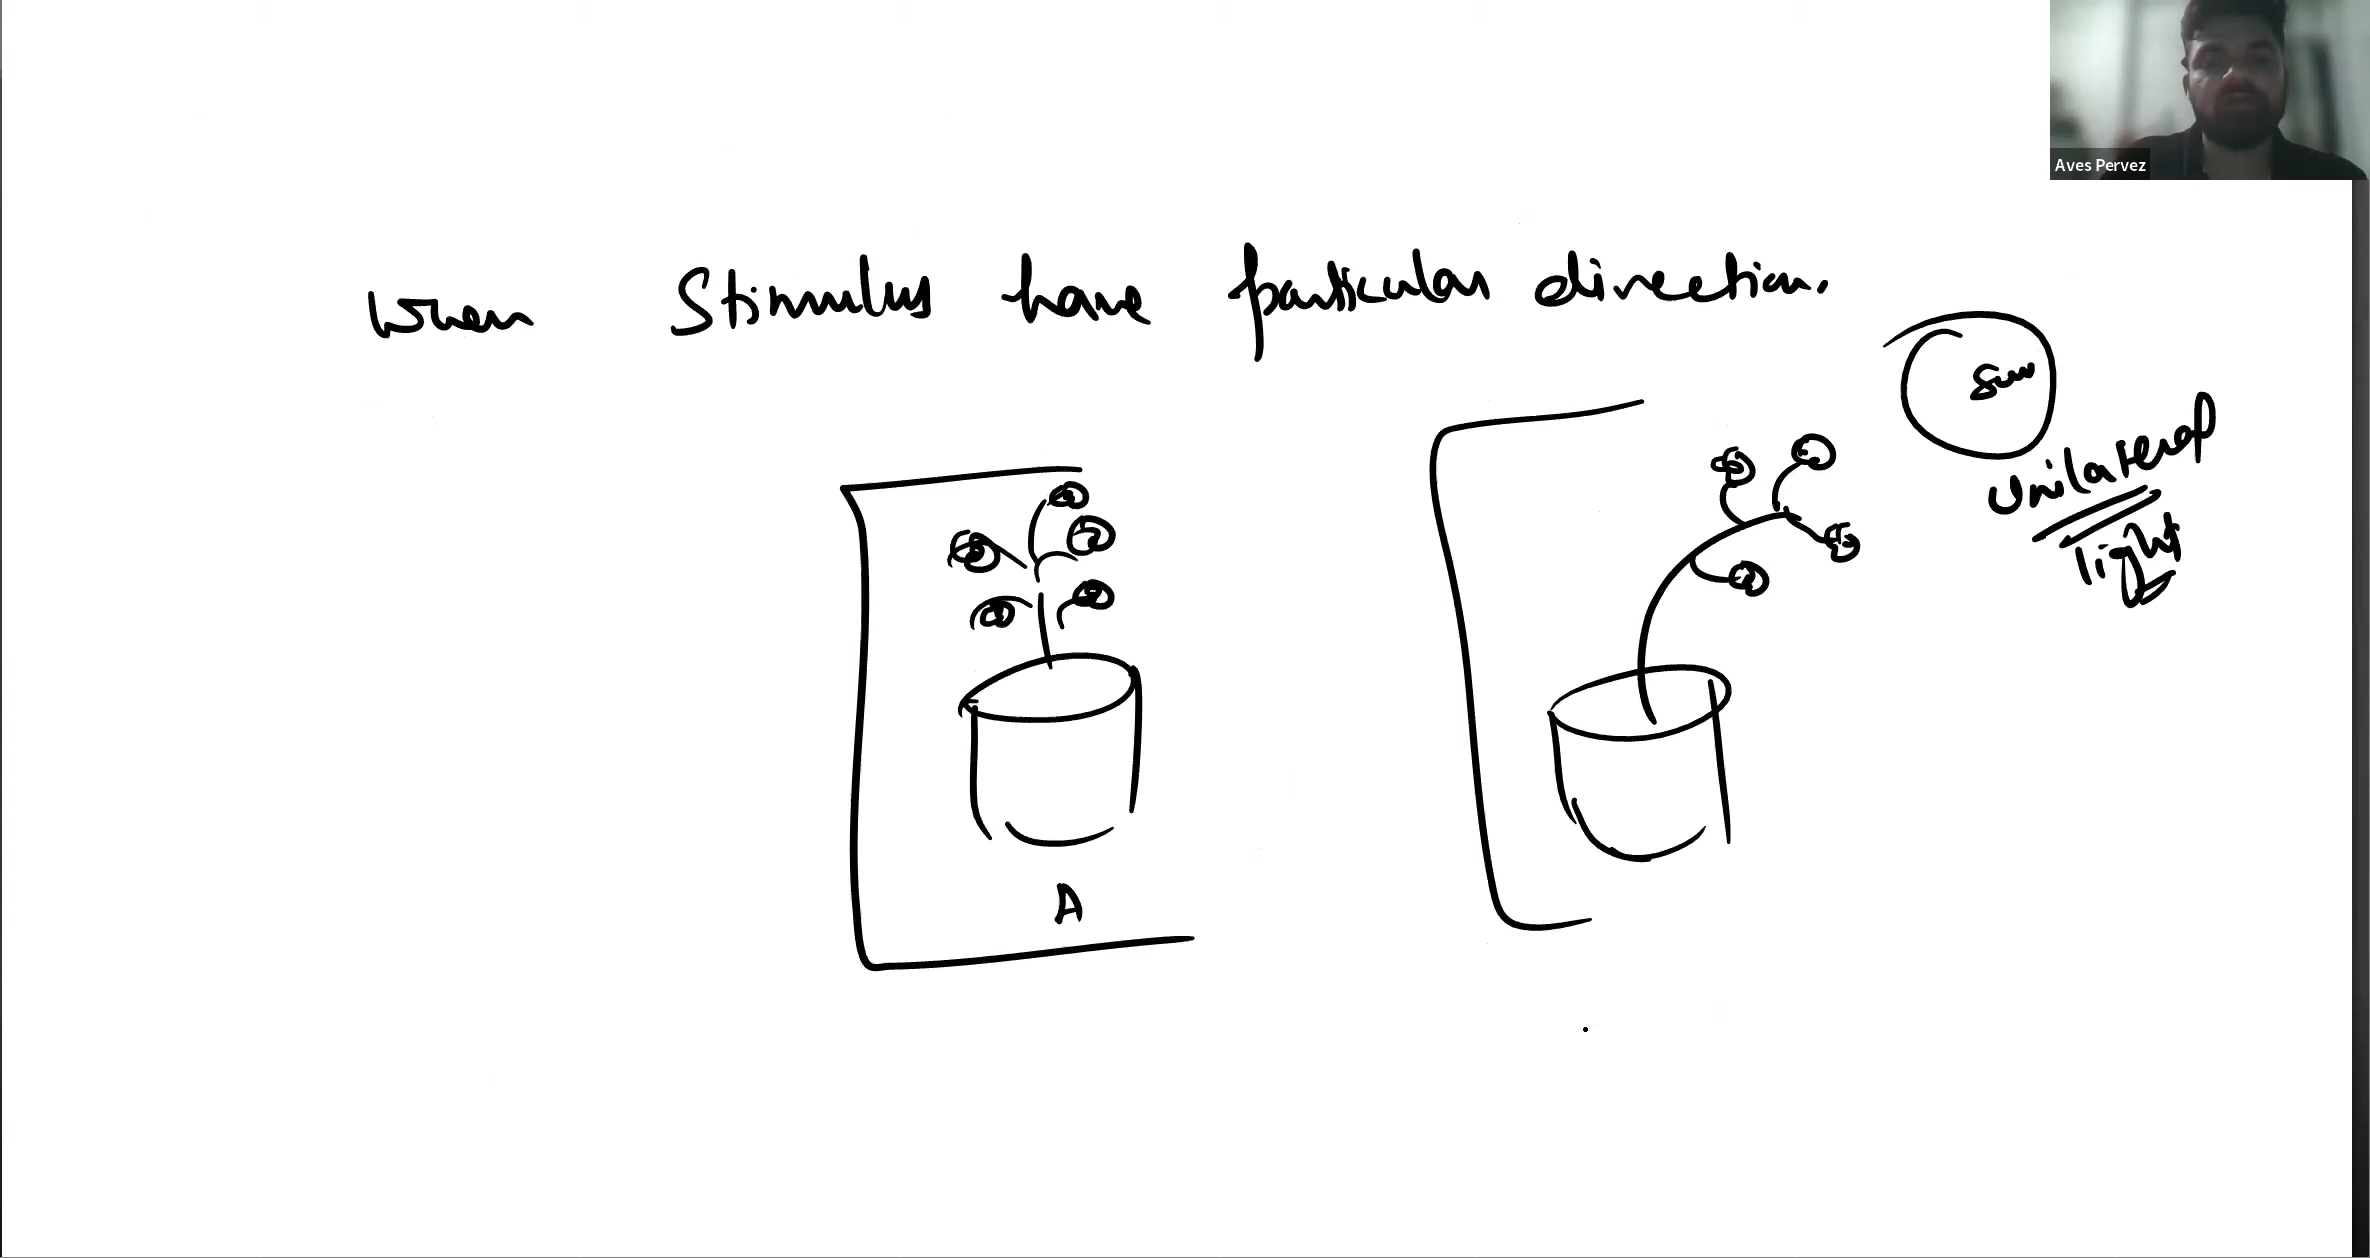 Aves Pervez
when Stimulus have particular direction.
Sun
Unilateral
light
A